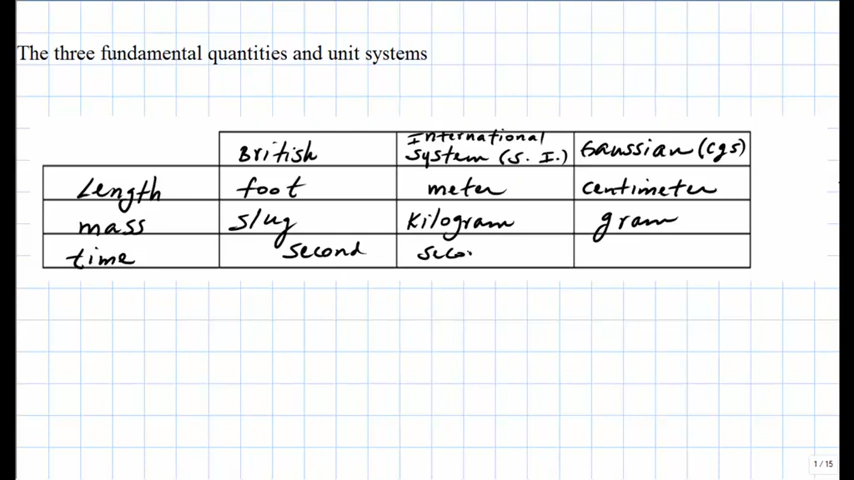 The three fundamental quantities and unit systems
British International System (S. I.) Gaussian (cgs)
Length foot meter centimeter
mass slug kilogram gram
time second seco
1 / 15